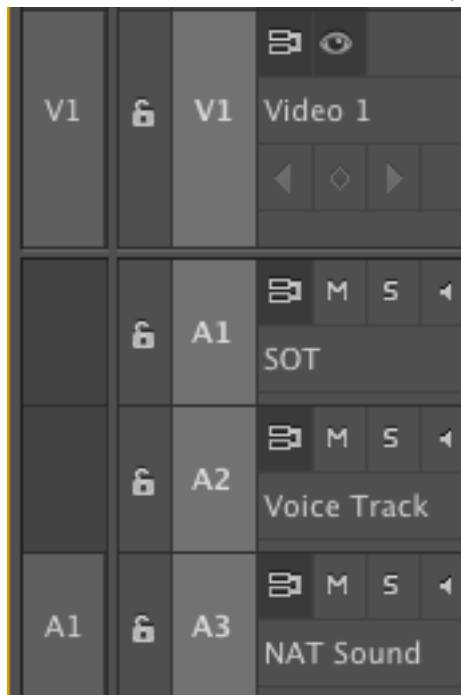 V1 V1 Video 1
A1 M S
SOT
A2 M S
Voice Track
A1 A3 M S
NAT Sound